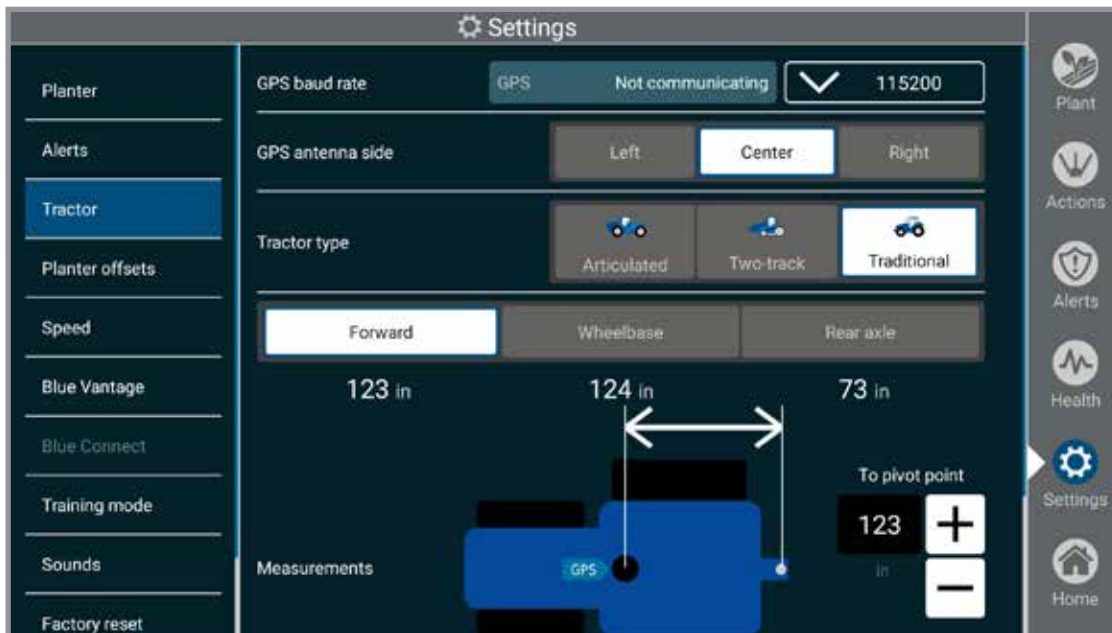 Settings
Planter
Alerts
Tractor
Planter offsets
Speed
Blue Vantage
Blue Connect
Training mode
Sounds
Factory reset
GPS baud rate
GPS Not communicating
115200
GPS antenna side
Left
Center
Right
Tractor type
Articulated
Two-track
Traditional
Forward
Wheelbase
Rear axle
123 in
124 in
73 in
Measurements
GPS
To pivot point
123
in
Plant
Actions
Alerts
Health
Settings
Home